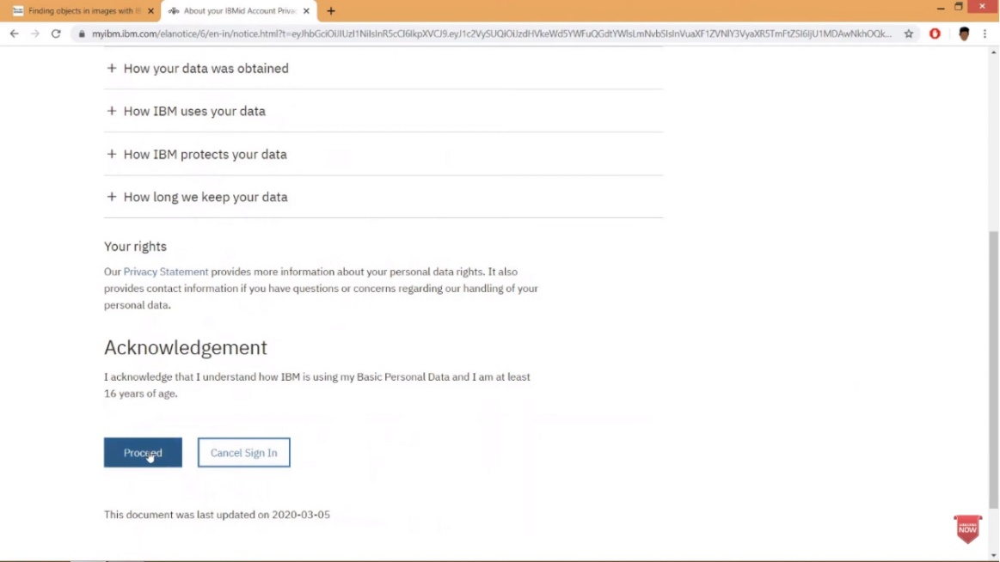 Finding objects in images with IB
About your IBMid Account Priva
myibm.ibm.com/elanotice/6/en-in/notice.html?t=
+ How your data was obtained
+ How IBM uses your data
+ How IBM protects your data
+ How long we keep your data
Your rights
Our Privacy Statement provides more information about your personal data rights. It also
provides contact information if you have questions or concerns regarding our handling of your
personal data.
Acknowledgement
I acknowledge that I understand how IBM is using my Basic Personal Data and I am at least
16 years of age.
Proceed
Cancel Sign In
This document was last updated on 2020-03-05
NOW